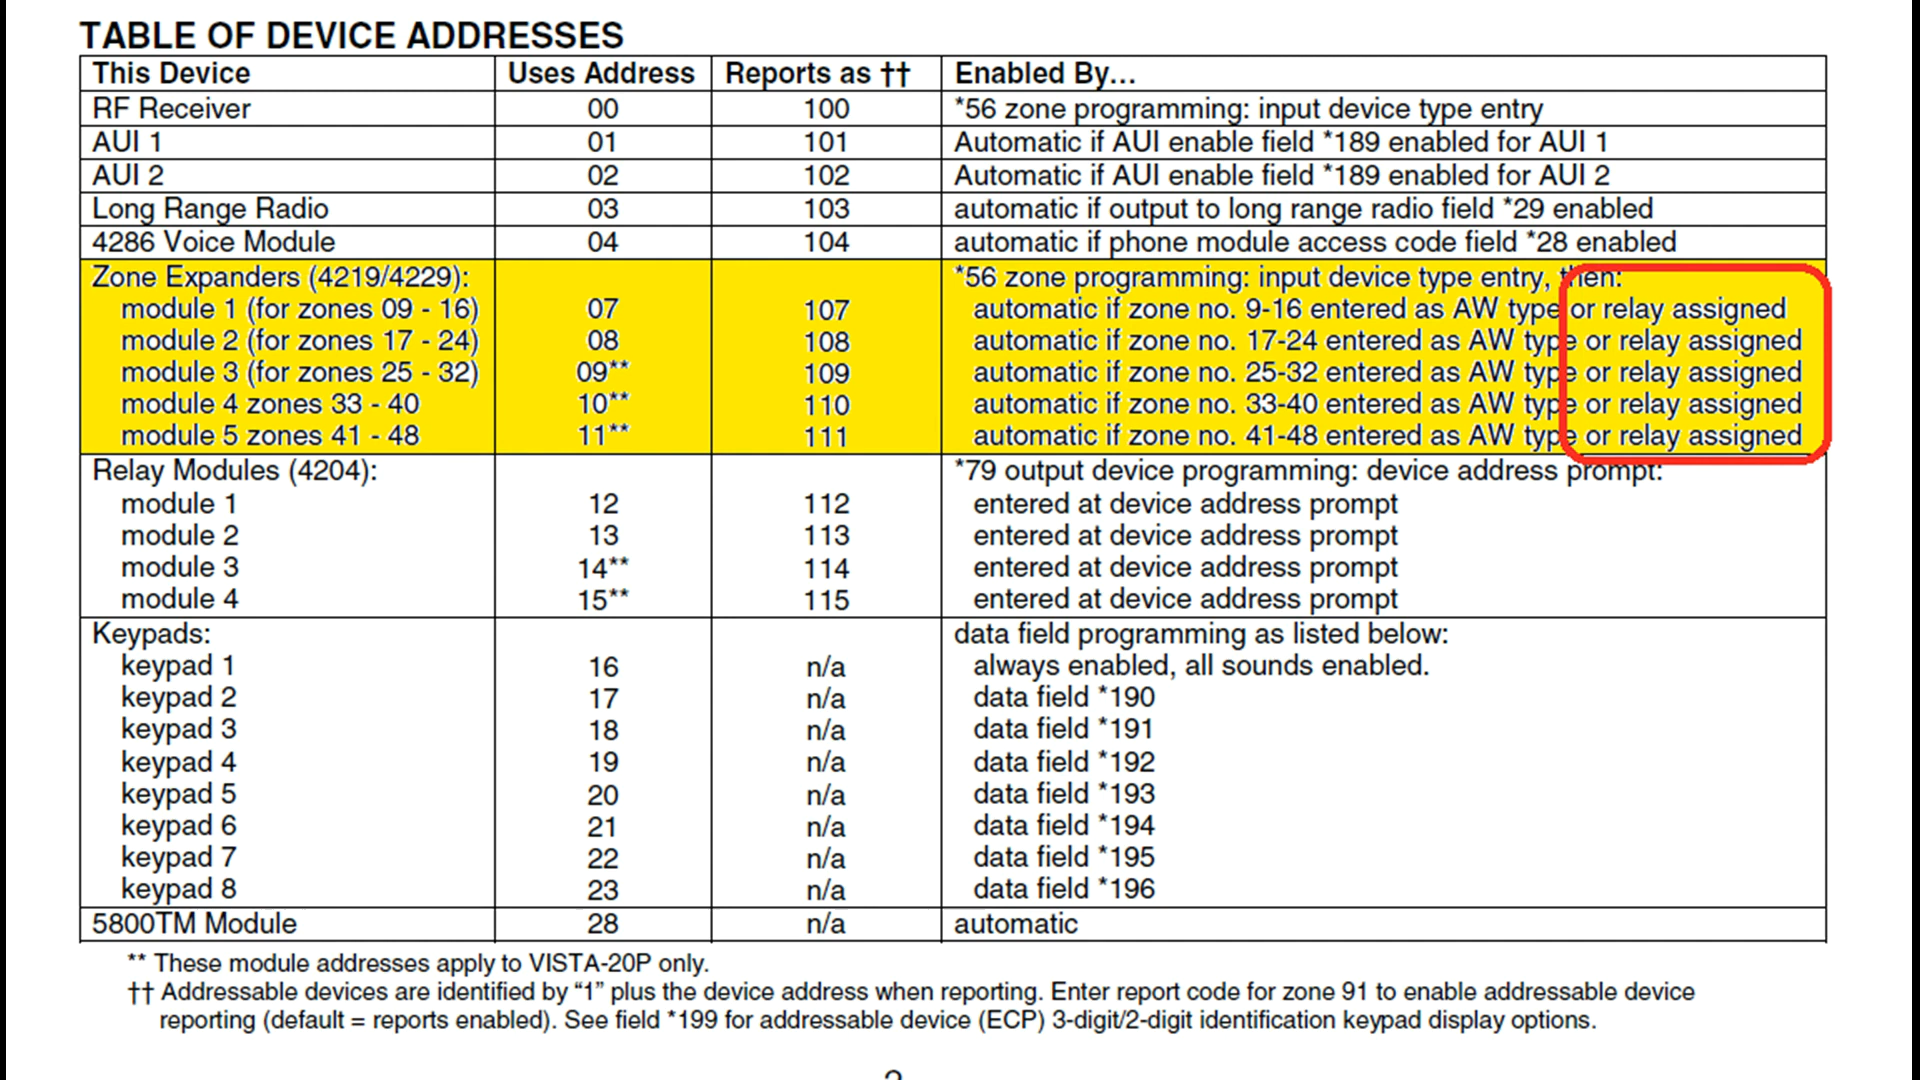 TABLE OF DEVICE ADDRESSES
This Device Uses Address Reports as †† Enabled By...
RF Receiver 00 100 *56 zone programming: input device type entry
AUI 1 01 101 Automatic if AUI enable field *189 enabled for AUI 1
AUI 2 02 102 Automatic if AUI enable field *189 enabled for AUI 2
Long Range Radio 03 103 automatic if output to long range radio field *29 enabled
4286 Voice Module 04 104 automatic if phone module access code field *28 enabled
Zone Expanders (4219/4229): *56 zone programming: input device type entry, then:
module 1 (for zones 09 - 16) 07 107 automatic if zone no. 9-16 entered as AW type or relay assigned
module 2 (for zones 17 - 24) 08 108 automatic if zone no. 17-24 entered as AW type or relay assigned
module 3 (for zones 25 - 32) 09** 109 automatic if zone no. 25-32 entered as AW type or relay assigned
module 4 zones 33 - 40 10** 110 automatic if zone no. 33-40 entered as AW type or relay assigned
module 5 zones 41 - 48 11** 111 automatic if zone no. 41-48 entered as AW type or relay assigned
Relay Modules (4204): *79 output device programming: device address prompt:
module 1 12 112 entered at device address prompt
module 2 13 113 entered at device address prompt
module 3 14** 114 entered at device address prompt
module 4 15** 115 entered at device address prompt
Keypads: data field programming as listed below:
keypad 1 16 n/a always enabled, all sounds enabled.
keypad 2 17 n/a data field *190
keypad 3 18 n/a data field *191
keypad 4 19 n/a data field *192
keypad 5 20 n/a data field *193
keypad 6 21 n/a data field *194
keypad 7 22 n/a data field *195
keypad 8 23 n/a data field *196
5800TM Module 28 n/a automatic
** These module addresses apply to VISTA-20P only.
†† Addressable devices are identified by “1” plus the device address when reporting. Enter report code for zone 91 to enable addressable device
reporting (default = reports enabled). See field *199 for addressable device (ECP) 3-digit/2-digit identification keypad display options.